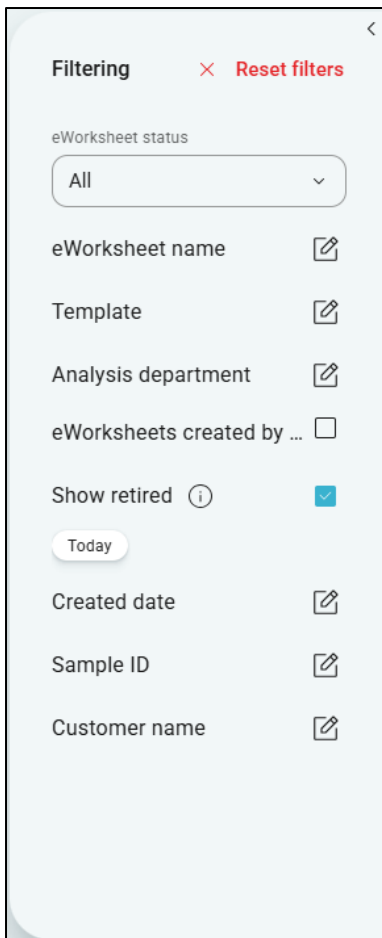 Filtering
Reset filters
eWorksheet status
All
eWorksheet name
Template
Analysis department
eWorksheets created by ...
Show retired
Today
Created date
Sample ID
Customer name